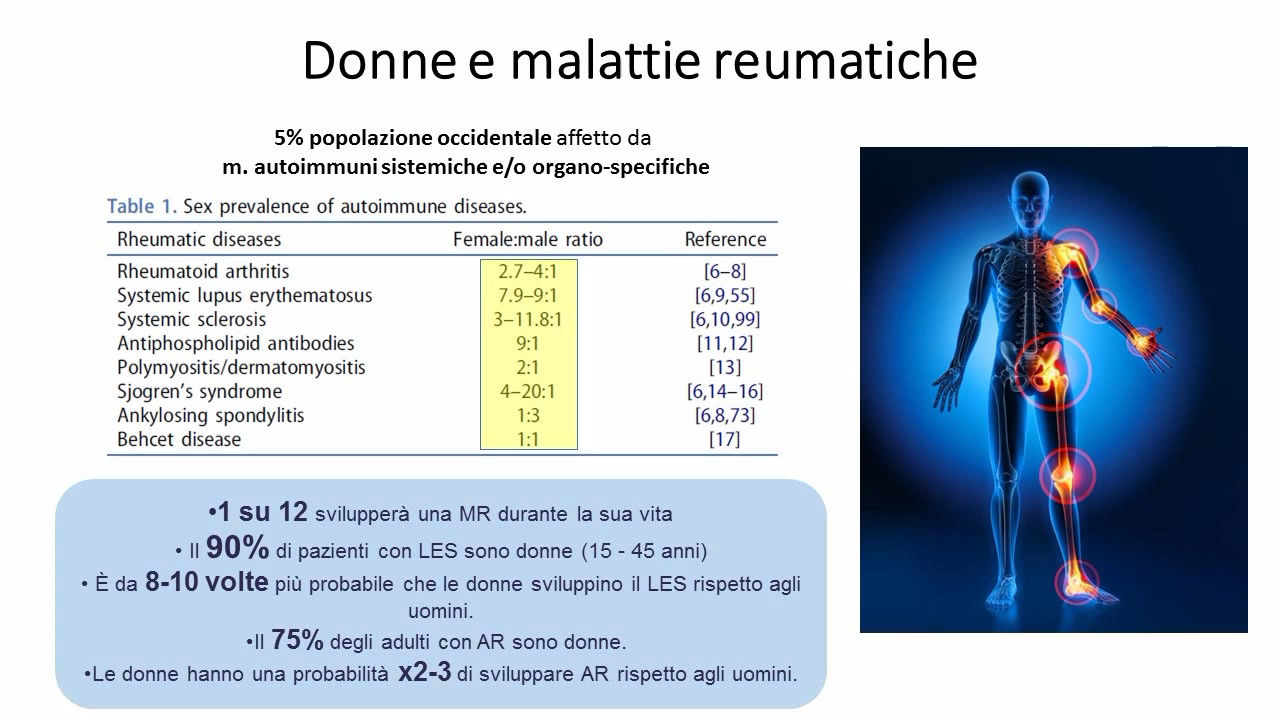 Donne e malattie reumatiche
5% popolazione occidentale affetto da
m. autoimmuni sistemiche e/o organo-specifiche
Table 1. Sex prevalence of autoimmune diseases.
Rheumatic diseases Female:male ratio Reference
Rheumatoid arthritis 2.7–4:1 [6–8]
Systemic lupus erythematosus 7.9–9:1 [6,9,55]
Systemic sclerosis 3–11.8:1 [6,10,99]
Antiphospholipid antibodies 9:1 [11,12]
Polymyositis/dermatomyositis 2:1 [13]
Sjogren's syndrome 4–20:1 [6,14–16]
Ankylosing spondylitis 1:3 [6,8,73]
Behcet disease 1:1 [17]
•1 su 12 svilupperà una MR durante la sua vita
• Il 90% di pazienti con LES sono donne (15 - 45 anni)
• È da 8-10 volte più probabile che le donne sviluppino il LES rispetto agli
uomini.
•Il 75% degli adulti con AR sono donne.
•Le donne hanno una probabilità x2-3 di sviluppare AR rispetto agli uomini.